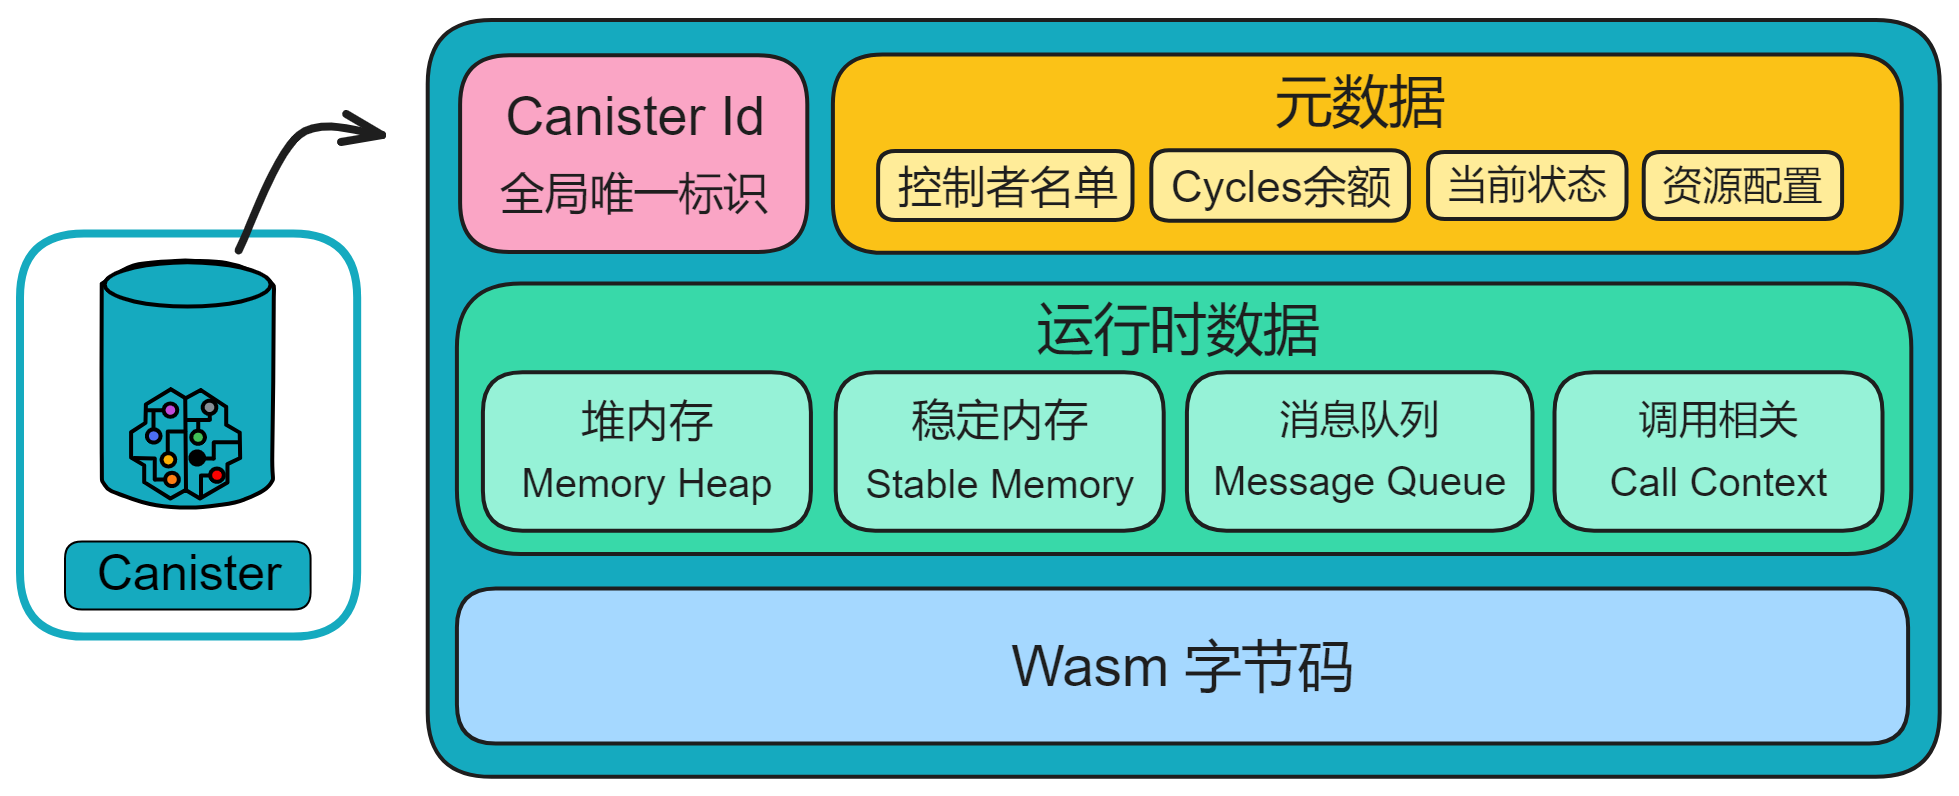 Canister
Canister Id
全局唯一标识
元数据
控制者名单
Cycles余额
当前状态
资源配置
运行时数据
堆内存
Memory Heap
稳定内存
Stable Memory
消息队列
Message Queue
调用相关
Call Context
Wasm 字节码